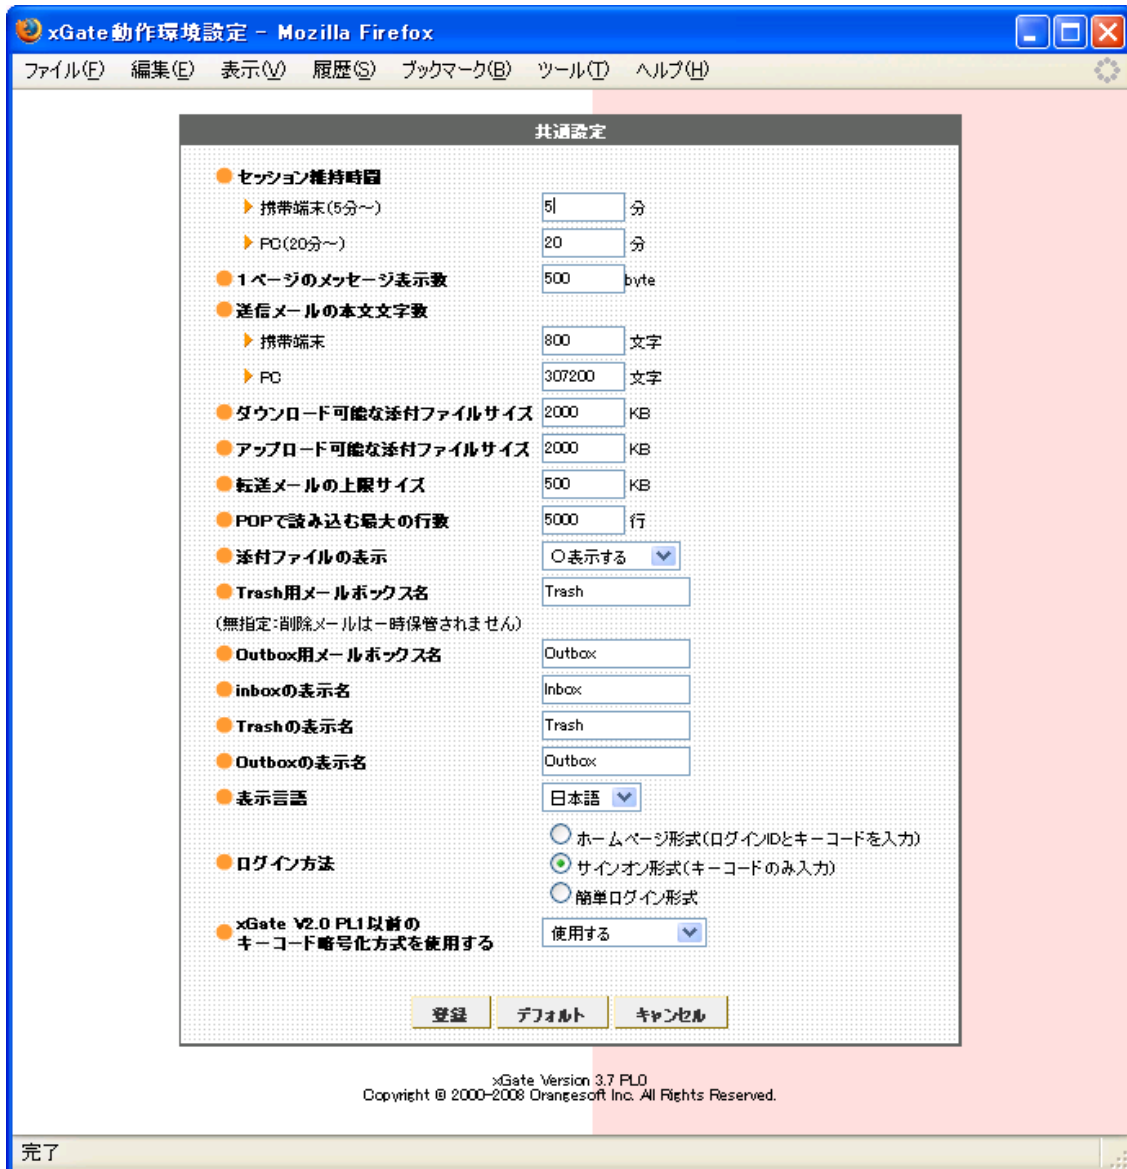 xGate動作環境設定 - Mozilla Firefox
ファイル(F) 編集(E) 表示(V) 履歴(S) ブックマーク(B) ツール(T) ヘルプ(H)
共通設定
セッション維持時間
携帯端末(5分～) 5 分
PC(20分～) 20 分
1ページのメッセージ表示数 500 byte
送信メールの本文文字数
携帯端末 800 文字
PC 307200 文字
ダウンロード可能な添付ファイルサイズ 2000 KB
アップロード可能な添付ファイルサイズ 2000 KB
転送メールの上限サイズ 500 KB
POPで読み込む最大の行数 5000 行
添付ファイルの表示 ○表示する
Trash用メールボックス名 Trash
(無指定:削除メールは一時保管されません)
Outbox用メールボックス名 Outbox
inboxの表示名 Inbox
Trashの表示名 Trash
Outboxの表示名 Outbox
表示言語 日本語
ホームページ形式(ログインIDとキーコードを入力)
ログイン方法 サインオン形式(キーコードのみ入力)
簡単ログイン形式
xGate V2.0 PL1以前の
キーコード暗号化方式を使用する 使用する
登録 デフォルト キャンセル
xGate Version 3.7 PL0
Copyright © 2000-2008 Orangesoft Inc. All Rights Reserved.
完了